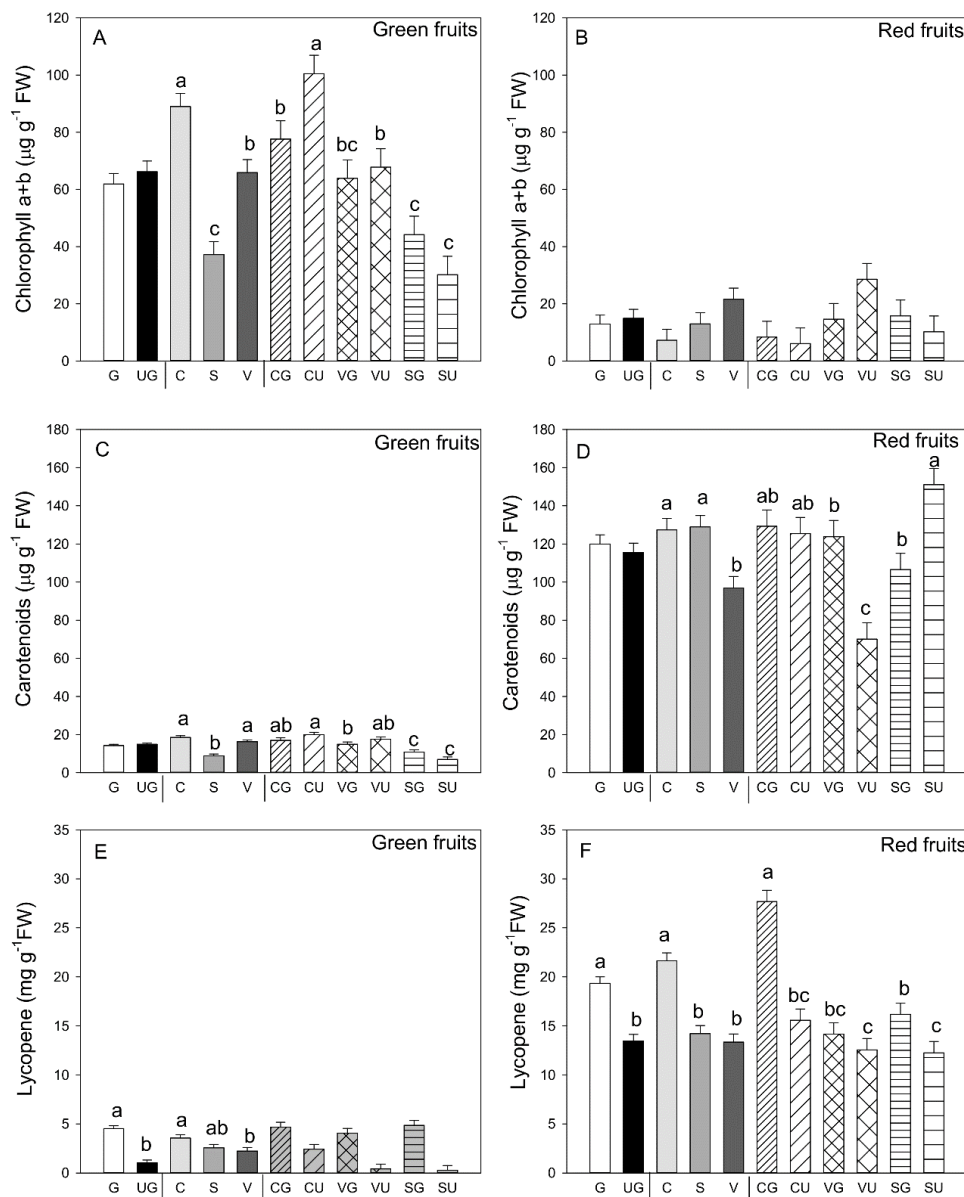 A Green fruits
Chlorophyll a+b (µg g-1 FW)
120
100
80
60
40
20
0
a
c
b
b
a
bc
b
c
c
G UG C S V CG CU VG VU SG SU
B Red fruits
Chlorophyll a+b (µg g-1 FW)
120
100
80
60
40
20
0
G UG C S V CG CU VG VU SG SU
C Green fruits
Carotenoids (µg g-1 FW)
180
160
140
120
100
80
60
40
20
0
a
b
a
ab
a
b
ab
c
c
G UG C S V CG CU VG VU SG SU
D Red fruits
Carotenoids (µg g-1 FW)
180
160
140
120
100
80
60
40
20
0
a
a
b
ab
ab
b
c
b
a
G UG C S V CG CU VG VU SG SU
E Green fruits
Lycopene (mg g-1FW)
35
30
25
20
15
10
5
0
a
b
a
ab
b
G UG C S V CG CU VG VU SG SU
F Red fruits
Lycopene (mg g-1FW)
35
30
25
20
15
10
5
0
a
b
a
b
b
a
bc
bc
c
b
c
G UG C S V CG CU VG VU SG SU